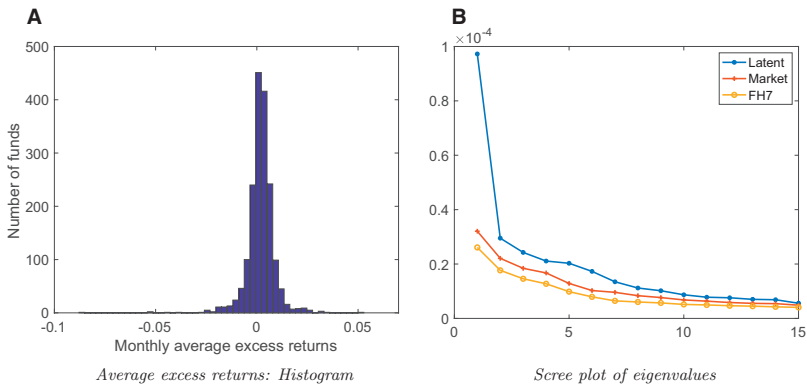 A
500
400
300
200
100
0
Number of funds
-0.1
-0.05
0
0.05
Monthly average excess returns
Average excess returns: Histogram
B
×10-4
1
0.8
0.6
0.4
0.2
0
Latent
Market
FH7
0
5
10
15
Scree plot of eigenvalues